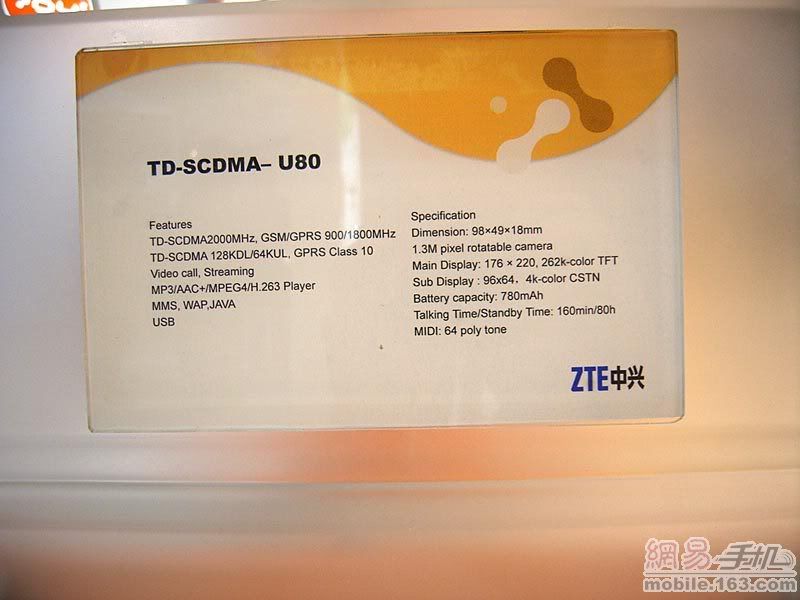 TD-SCDMA– U80
Features
TD-SCDMA2000MHz, GSM/GPRS 900/1800MHz
TD-SCDMA 128KDL/64KUL, GPRS Class 10
Video call, Streaming
MP3/AAC+/MPEG4/H.263 Player
MMS, WAP,JAVA
USB
Specification
Dimension: 98×49×18mm
1.3M pixel rotatable camera
Main Display: 176 × 220, 262k-color TFT
Sub Display : 96x64、4k-color CSTN
Battery capacity: 780mAh
Talking Time/Standby Time: 160min/80h
MIDI: 64 poly tone
ZTE中兴
網易手机
mobile.163.com